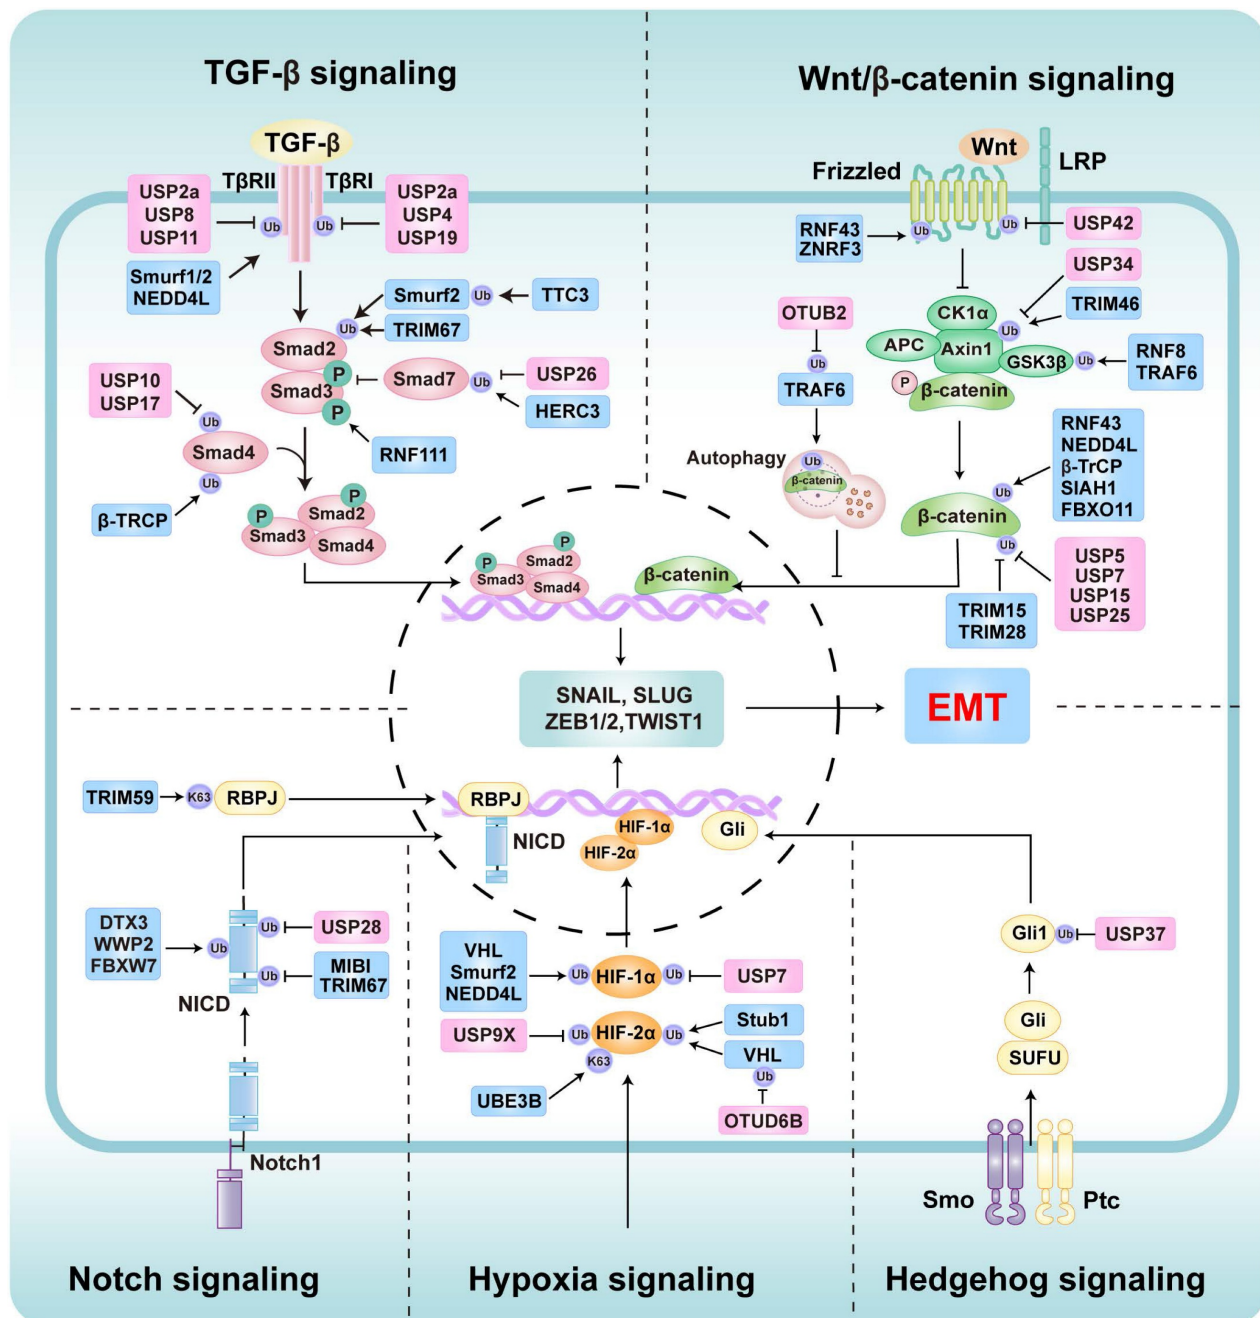 TGF-β signaling
Wnt/β-catenin signaling
TGF-β
TβRII
TβRI
USP2a
USP8
USP11
Ub
Ub
USP2a
USP4
USP19
Smurf1/2
NEDD4L
Smurf2
Ub
TTC3
Ub
TRIM67
Smad2
P
Smad3
P
Smad7
Ub
USP26
HERC3
RNF111
USP10
USP17
Ub
Smad4
Ub
β-TRCP
P
Smad2
P
Smad3
Smad4
Wnt
LRP
Frizzled
RNF43
ZNRF3
Ub
Ub
USP42
USP34
TRIM46
OTUB2
Ub
TRAF6
CK1α
Ub
APC
Axin1
GSK3β
Ub
RNF8
TRAF6
P
β-catenin
Autophagy
Ub
β-catenin
RNF43
NEDD4L
β-TrCP
SIAH1
FBXO11
Ub
β-catenin
Ub
USP5
USP7
USP15
USP25
TRIM15
TRIM28
P
Smad2
P
Smad3
Smad4
β-catenin
SNAIL, SLUG
ZEB1/2,TWIST1
EMT
TRIM59
K63
RBPJ
RBPJ
NICD
HIF-1α
HIF-2α
Gli
DTX3
WWP2
FBXW7
Ub
Ub
USP28
Ub
MIBI
TRIM67
NICD
Notch1
VHL
Smurf2
NEDD4L
Ub
HIF-1α
Ub
USP7
USP9X
Ub
HIF-2α
Ub
Stub1
VHL
K63
UBE3B
Ub
OTUD6B
Gli1
Ub
USP37
Gli
SUFU
Smo
Ptc
Notch signaling
Hypoxia signaling
Hedgehog signaling